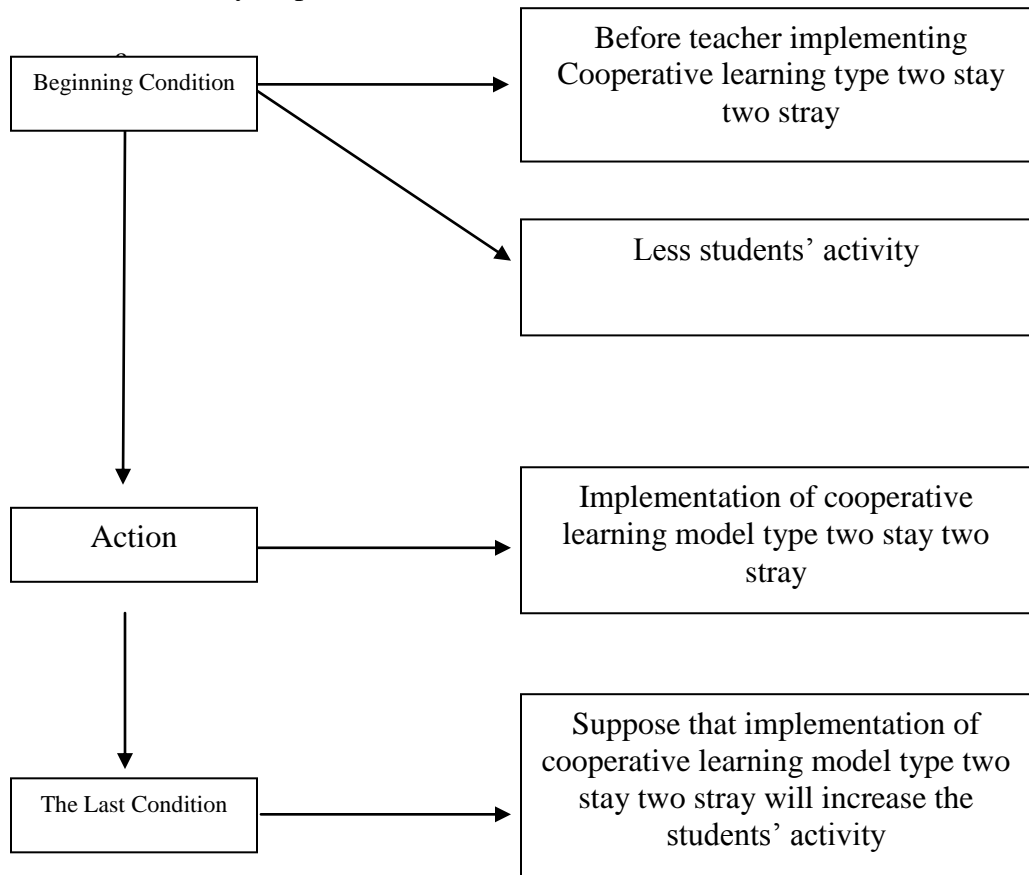 Before teacher implementing
Cooperative learning type two stay
two stray
Beginning Condition
Less students’ activity
Implementation of cooperative
learning model type two stay two
stray
Action
Suppose that implementation of
cooperative learning model type two
stay two stray will increase the
students’ activity
The Last Condition